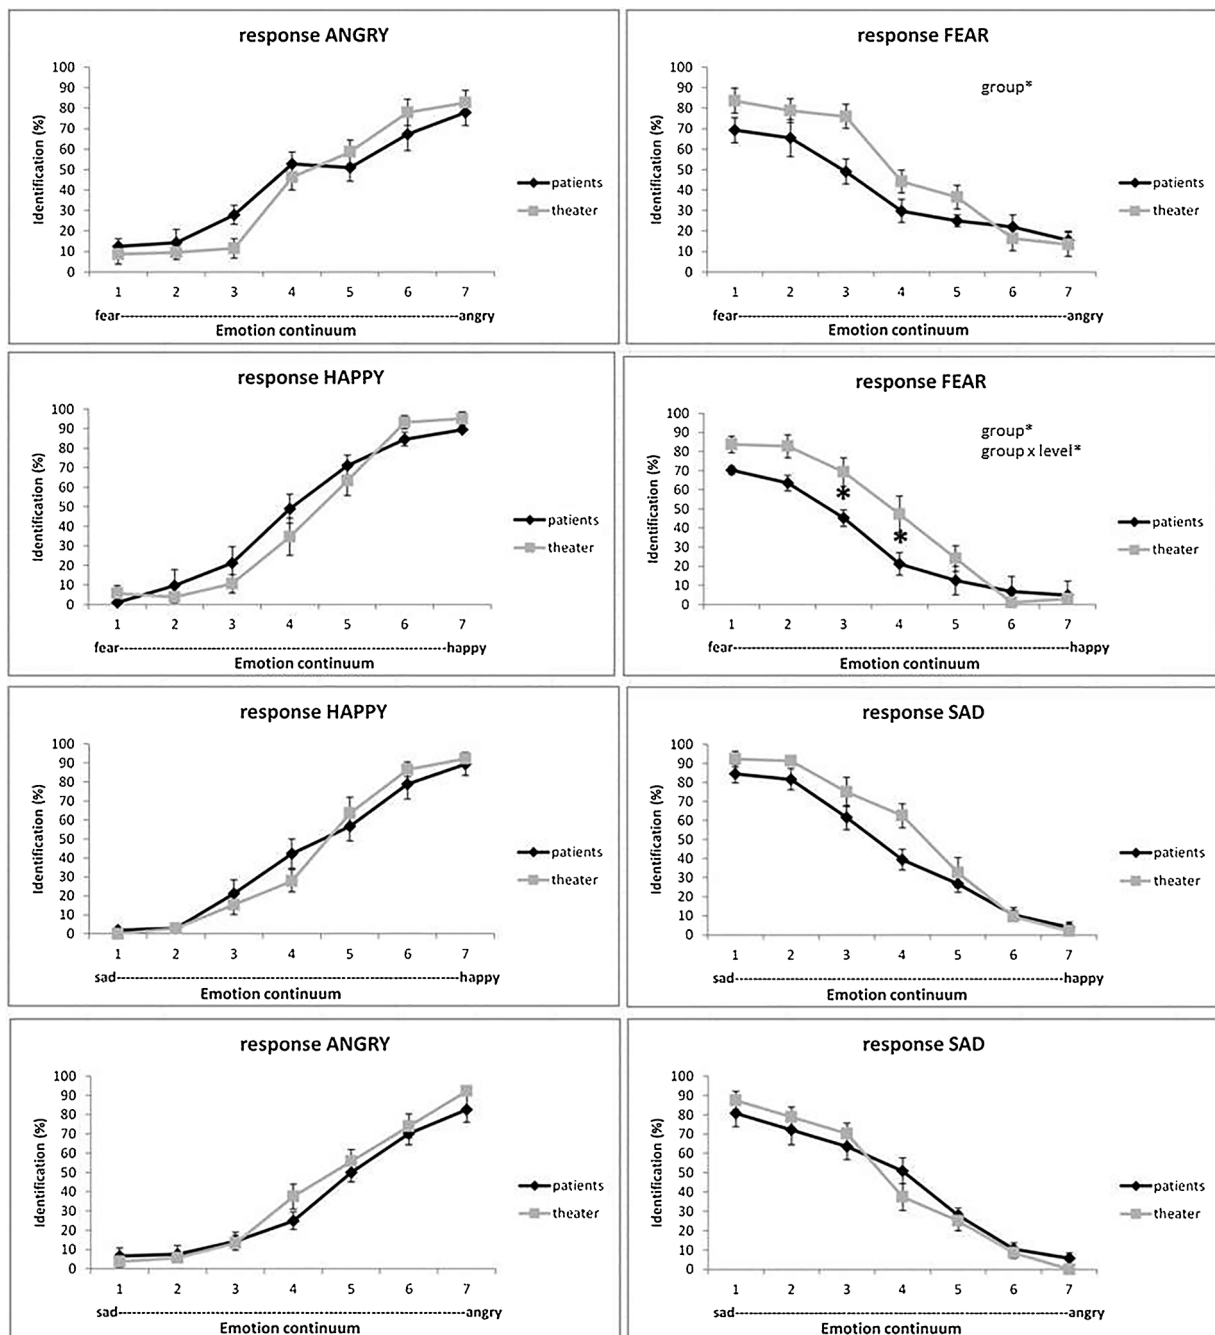 response ANGRY
Identification (%)
100
90
80
70
60
50
40
30
20
10
0
patients
theater
1 2 3 4 5 6 7
fear-----------------------------------------------------------angry
Emotion continuum
response FEAR
group*
Identification (%)
100
90
80
70
60
50
40
30
20
10
0
patients
theater
1 2 3 4 5 6 7
fear-----------------------------------------------------------angry
Emotion continuum
response HAPPY
Identification (%)
100
90
80
70
60
50
40
30
20
10
0
patients
theater
1 2 3 4 5 6 7
fear-----------------------------------------------------------happy
Emotion continuum
response FEAR
group*
group x level*
Identification (%)
100
90
80
70
60
50
40
30
20
10
0
*
*
patients
theater
1 2 3 4 5 6 7
fear-----------------------------------------------------------happy
Emotion continuum
response HAPPY
Identification (%)
100
90
80
70
60
50
40
30
20
10
0
patients
theater
1 2 3 4 5 6 7
sad-----------------------------------------------------------happy
Emotion continuum
response SAD
Identification (%)
100
90
80
70
60
50
40
30
20
10
0
patients
theater
1 2 3 4 5 6 7
sad-----------------------------------------------------------happy
Emotion continuum
response ANGRY
Identification (%)
100
90
80
70
60
50
40
30
20
10
0
patients
theater
1 2 3 4 5 6 7
sad-----------------------------------------------------------angry
Emotion continuum
response SAD
Identification (%)
100
90
80
70
60
50
40
30
20
10
0
patients
theater
1 2 3 4 5 6 7
sad-----------------------------------------------------------angry
Emotion continuum